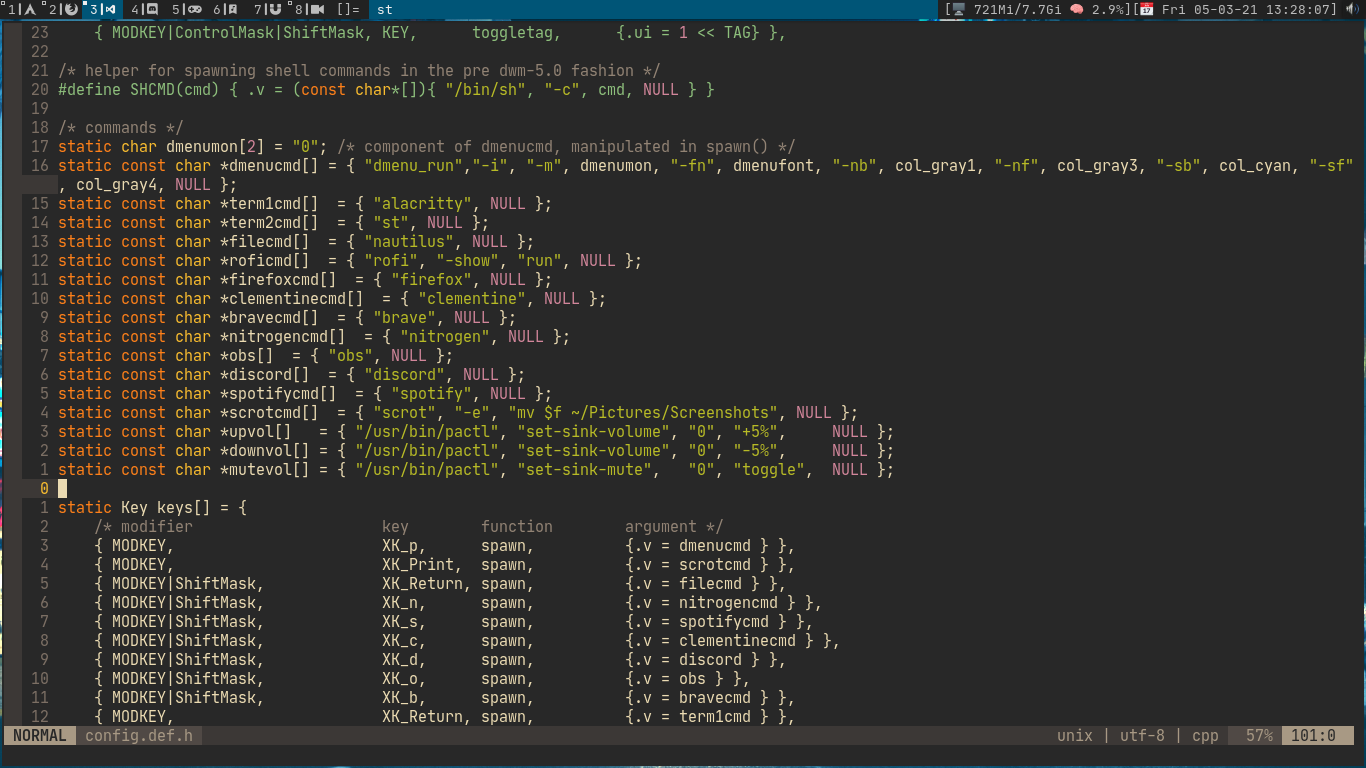 1| 2| 3| 4| 5| 6| 7| 8| []= st [ 721Mi/7.7Gi 2.9%][ Fri 05-03-21 13:28:07]
23     { MODKEY|ControlMask|ShiftMask, KEY,      toggletag,      {.ui = 1 << TAG} },
22
21 /* helper for spawning shell commands in the pre dwm-5.0 fashion */
20 #define SHCMD(cmd) { .v = (const char*[]){ "/bin/sh", "-c", cmd, NULL } }
19
18 /* commands */
17 static char dmenumon[2] = "0"; /* component of dmenucmd, manipulated in spawn() */
16 static const char *dmenucmd[] = { "dmenu_run","-i", "-m", dmenumon, "-fn", dmenufont, "-nb", col_gray1, "-nf", col_gray3, "-sb", col_cyan, "-sf"
, col_gray4, NULL };
15 static const char *term1cmd[]  = { "alacritty", NULL };
14 static const char *term2cmd[]  = { "st", NULL };
13 static const char *filecmd[]  = { "nautilus", NULL };
12 static const char *roficmd[]  = { "rofi", "-show", "run", NULL };
11 static const char *firefoxcmd[]  = { "firefox", NULL };
10 static const char *clementinecmd[]  = { "clementine", NULL };
9 static const char *bravecmd[]  = { "brave", NULL };
8 static const char *nitrogencmd[]  = { "nitrogen", NULL };
7 static const char *obs[]  = { "obs", NULL };
6 static const char *discord[]  = { "discord", NULL };
5 static const char *spotifycmd[]  = { "spotify", NULL };
4 static const char *scrotcmd[]  = { "scrot", "-e", "mv $f ~/Pictures/Screenshots", NULL };
3 static const char *upvol[]   = { "/usr/bin/pactl", "set-sink-volume", "0", "+5%",     NULL };
2 static const char *downvol[] = { "/usr/bin/pactl", "set-sink-volume", "0", "-5%",     NULL };
1 static const char *mutevol[] = { "/usr/bin/pactl", "set-sink-mute",   "0", "toggle",  NULL };
0
1 static Key keys[] = {
2     /* modifier                     key        function        argument */
3     { MODKEY,                       XK_p,      spawn,          {.v = dmenucmd } },
4     { MODKEY,                       XK_Print,  spawn,          {.v = scrotcmd } },
5     { MODKEY|ShiftMask,             XK_Return, spawn,          {.v = filecmd } },
6     { MODKEY|ShiftMask,             XK_n,      spawn,          {.v = nitrogencmd } },
7     { MODKEY|ShiftMask,             XK_s,      spawn,          {.v = spotifycmd } },
8     { MODKEY|ShiftMask,             XK_c,      spawn,          {.v = clementinecmd } },
9     { MODKEY|ShiftMask,             XK_d,      spawn,          {.v = discord } },
10     { MODKEY|ShiftMask,             XK_o,      spawn,          {.v = obs } },
11     { MODKEY|ShiftMask,             XK_b,      spawn,          {.v = bravecmd } },
12     { MODKEY,                       XK_Return, spawn,          {.v = term1cmd } },
NORMAL config.def.h unix | utf-8 | cpp 57% 101:0